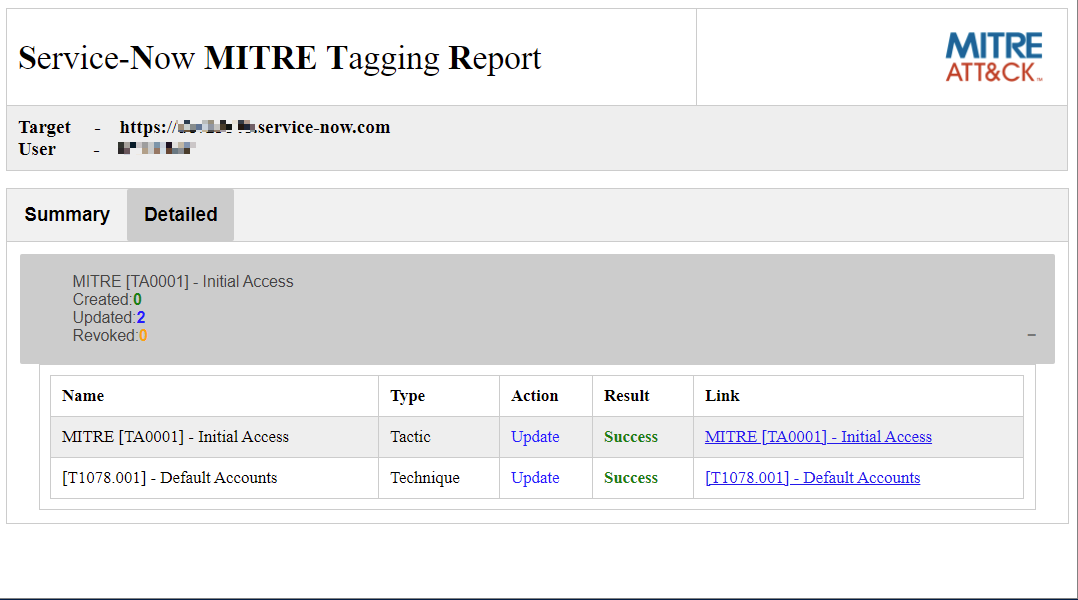 Service-Now MITRE Tagging Report
MITRE
ATT&CK™
Target - https://.service-now.com
User -
Summary Detailed
MITRE [TA0001] - Initial Access
Created:0
Updated:2
Revoked:0
–
Name Type Action Result Link
MITRE [TA0001] - Initial Access Tactic Update Success MITRE [TA0001] - Initial Access
[T1078.001] - Default Accounts Technique Update Success [T1078.001] - Default Accounts